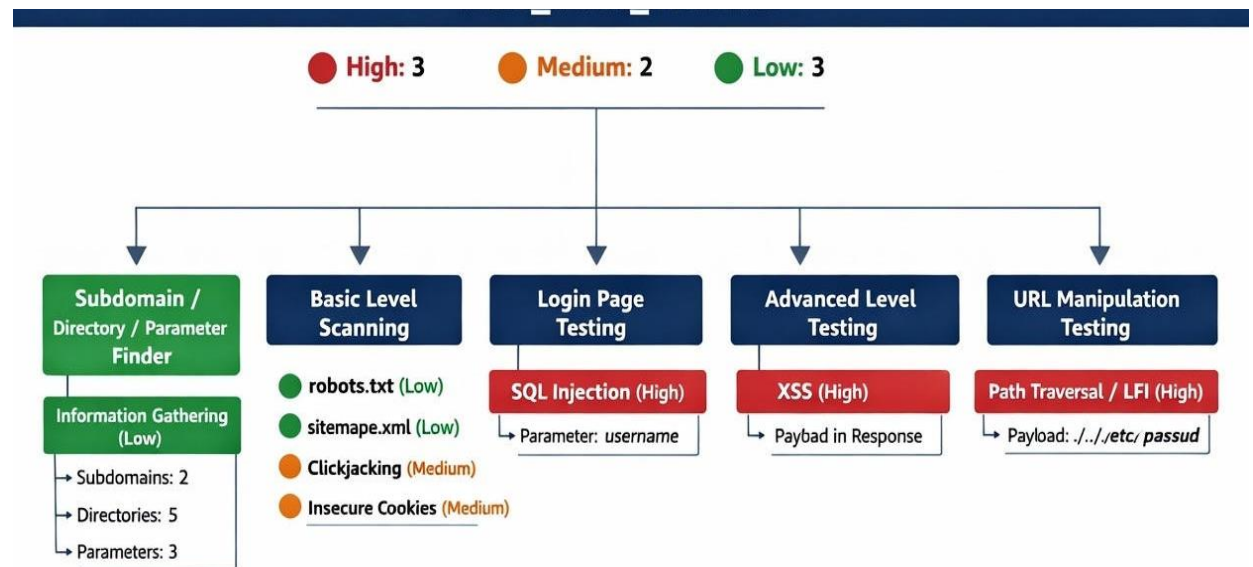 High: 3
Medium: 2
Low: 3
Subdomain /
Directory / Parameter
Finder
Information Gathering
(Low)
Subdomains: 2
Directories: 5
Parameters: 3
Basic Level
Scanning
robots.txt (Low)
sitemape.xml (Low)
Clickjacking (Medium)
Insecure Cookies (Medium)
Login Page
Testing
SQL Injection (High)
Parameter: username
Advanced Level
Testing
XSS (High)
Paybad in Response
URL Manipulation
Testing
Path Traversal / LFI (High)
Payload: ./../../etc/ passud